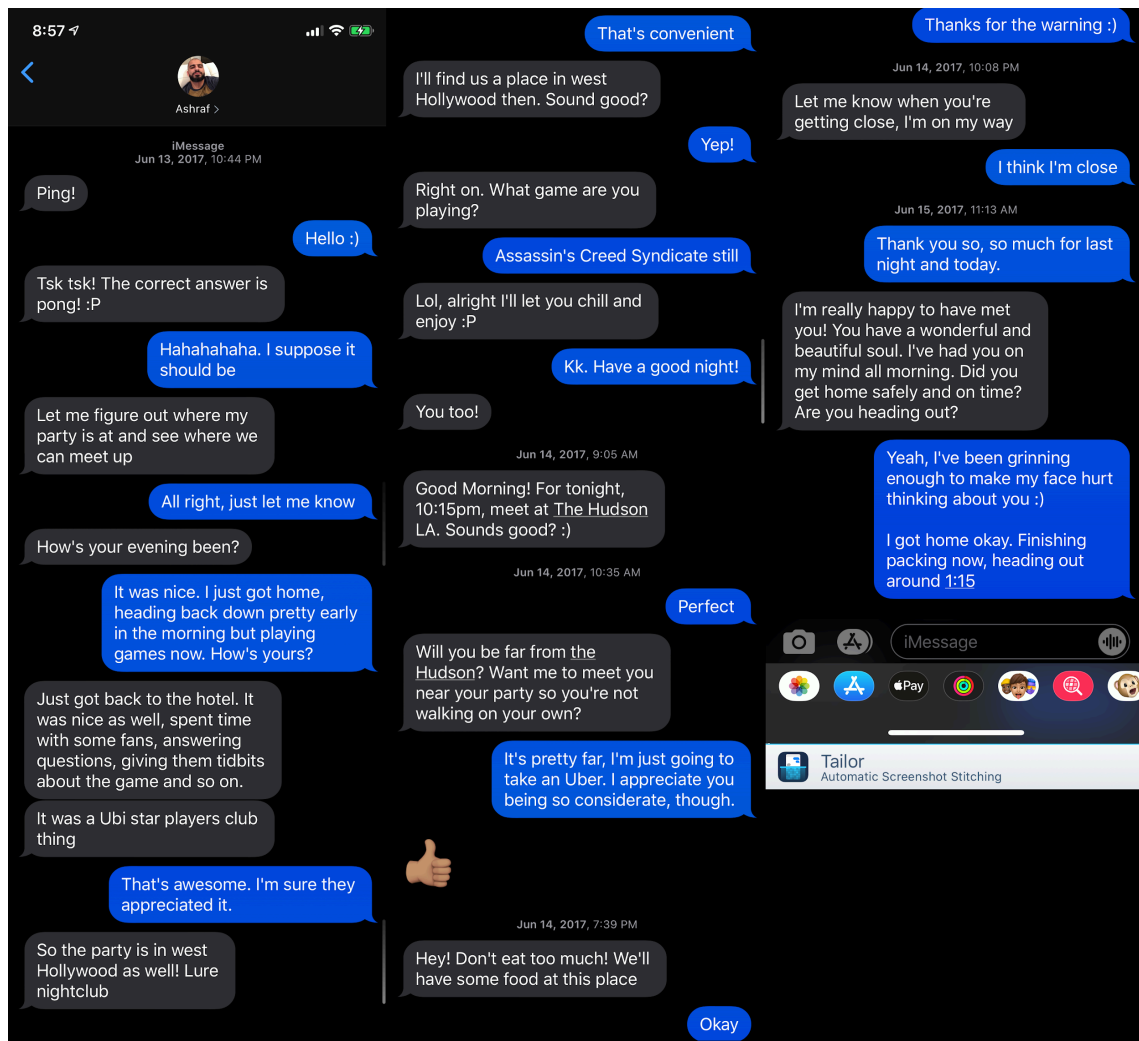 8:57
Ashraf >
iMessage
Jun 13, 2017, 10:44 PM
Ping!
Hello :)
Tsk tsk! The correct answer is
pong! :P
Hahahahaha. I suppose it
should be
Let me figure out where my
party is at and see where we
can meet up
All right, just let me know
How's your evening been?
It was nice. I just got home,
heading back down pretty early
in the morning but playing
games now. How's yours?
Just got back to the hotel. It
was nice as well, spent time
with some fans, answering
questions, giving them tidbits
about the game and so on.
It was a Ubi star players club
thing
That's awesome. I'm sure they
appreciated it.
So the party is in west
Hollywood as well! Lure
nightclub
That's convenient
I'll find us a place in west
Hollywood then. Sound good?
Yep!
Right on. What game are you
playing?
Assassin's Creed Syndicate still
Lol, alright I'll let you chill and
enjoy :P
Kk. Have a good night!
You too!
Jun 14, 2017, 9:05 AM
Good Morning! For tonight,
10:15pm, meet at The Hudson
LA. Sounds good? :)
Jun 14, 2017, 10:35 AM
Perfect
Will you be far from the
Hudson? Want me to meet you
near your party so you're not
walking on your own?
It's pretty far, I'm just going to
take an Uber. I appreciate you
being so considerate, though.
Jun 14, 2017, 7:39 PM
Hey! Don't eat too much! We'll
have some food at this place
Okay
Thanks for the warning :)
Jun 14, 2017, 10:08 PM
Let me know when you're
getting close, I'm on my way
I think I'm close
Jun 15, 2017, 11:13 AM
Thank you so, so much for last
night and today.
I'm really happy to have met
you! You have a wonderful and
beautiful soul. I've had you on
my mind all morning. Did you
get home safely and on time?
Are you heading out?
Yeah, I've been grinning
enough to make my face hurt
thinking about you :)
I got home okay. Finishing
packing now, heading out
around 1:15
iMessage
Pay
Tailor
Automatic Screenshot Stitching